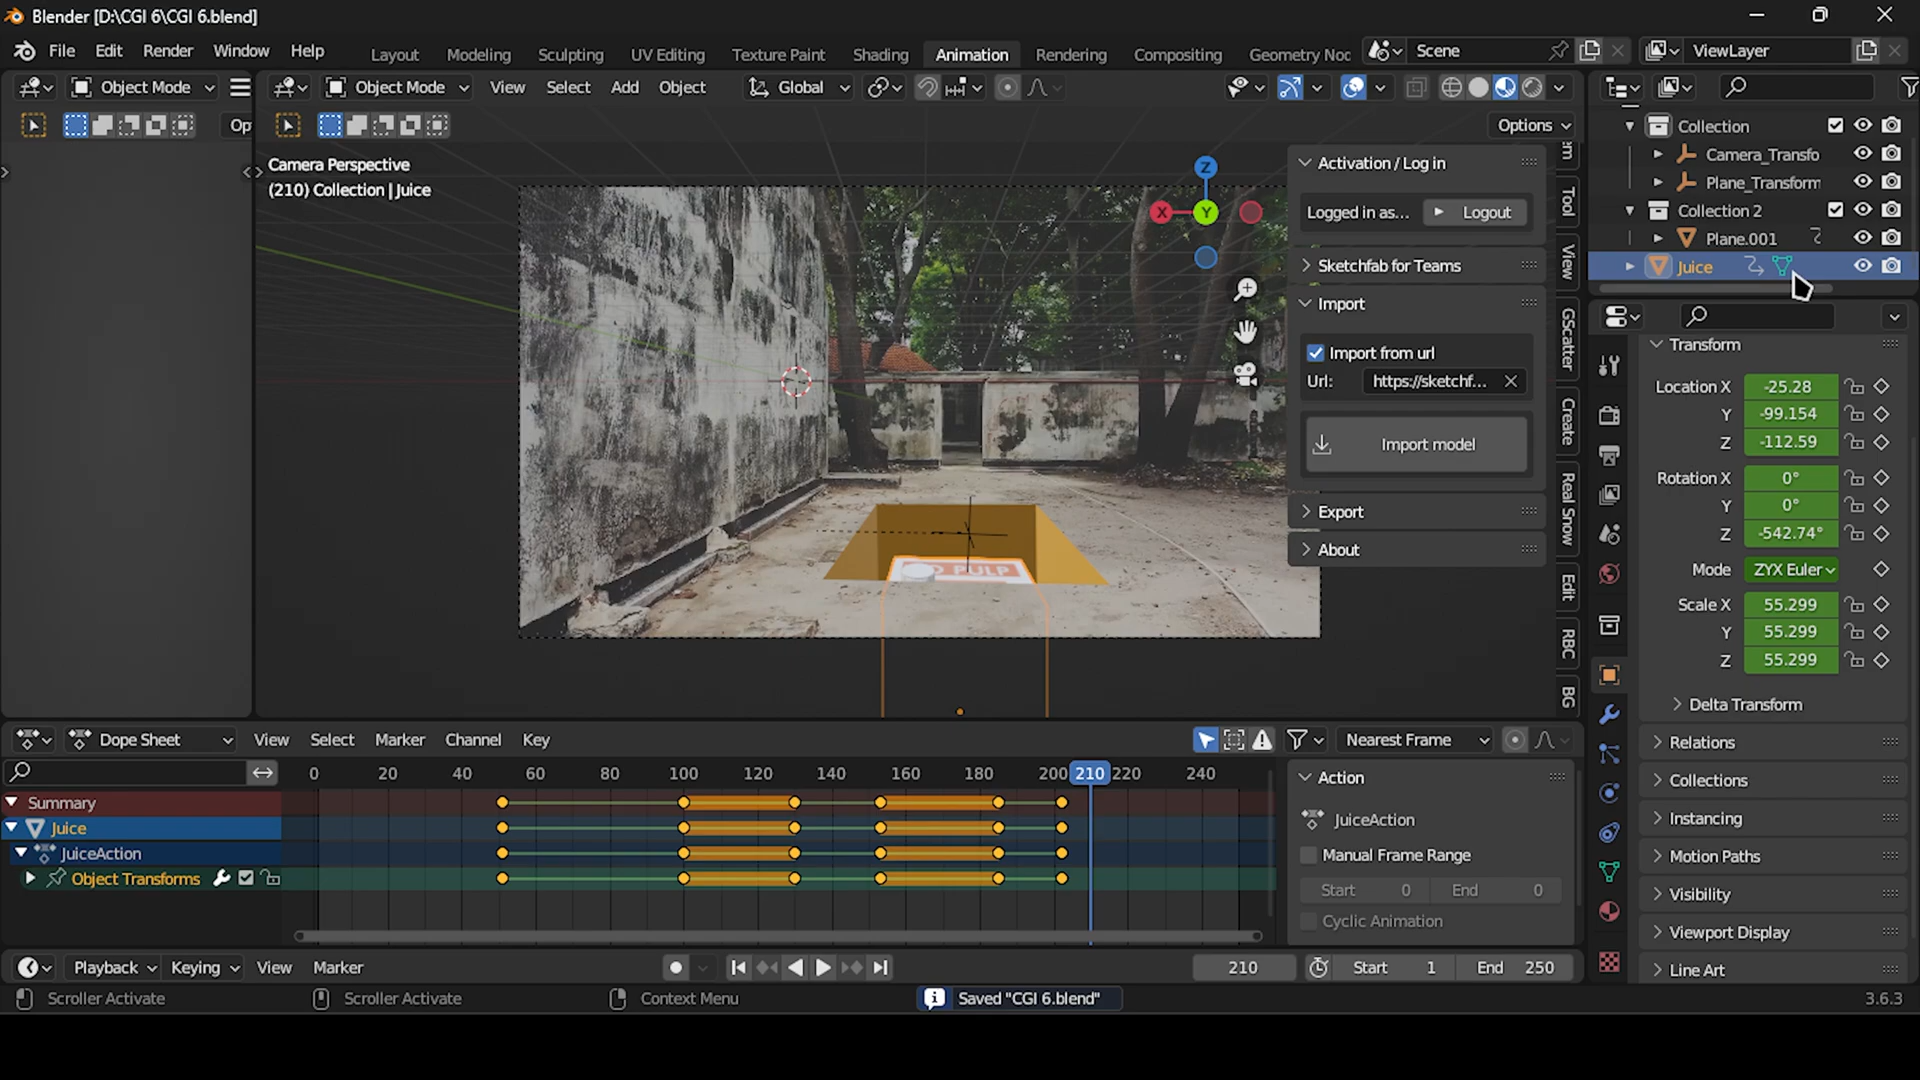 Blender [D:\CGI 6\CGI 6.blend]
File Edit Render Window Help Layout Modeling Sculpting UV Editing Texture Paint Shading Animation Rendering Compositing Geometry Noc Scene ViewLayer
Object Mode Object Mode View Select Add Object Global
Op Options
Camera Perspective
(210) Collection | Juice
Z
X
Y
NO PULP
Activation / Log in
Logged in as... Logout
Sketchfab for Teams
Import
Import from url
Url: https://sketchf...
Import model
Export
About
Tool
View
GScatter
Create
Real Snow
Edit
RBC
BG
Collection
Camera_Transfo
Plane_Transform
Collection 2
Plane.001
Juice
Transform
Location X -25.28
Y -99.154
Z -112.59
Rotation X 0°
Y 0°
Z -542.74°
Mode ZYX Euler
Scale X 55.299
Y 55.299
Z 55.299
Delta Transform
Relations
Collections
Instancing
Motion Paths
Visibility
Viewport Display
Line Art
Dope Sheet View Select Marker Channel Key Nearest Frame
0 20 40 60 80 100 120 140 160 180 200 210 220 240
Summary
Juice
JuiceAction
Object Transforms
Action
JuiceAction
Manual Frame Range
Start 0 End 0
Cyclic Animation
Playback Keying View Marker 210 Start 1 End 250
Scroller Activate Scroller Activate Context Menu Saved "CGI 6.blend" 3.6.3